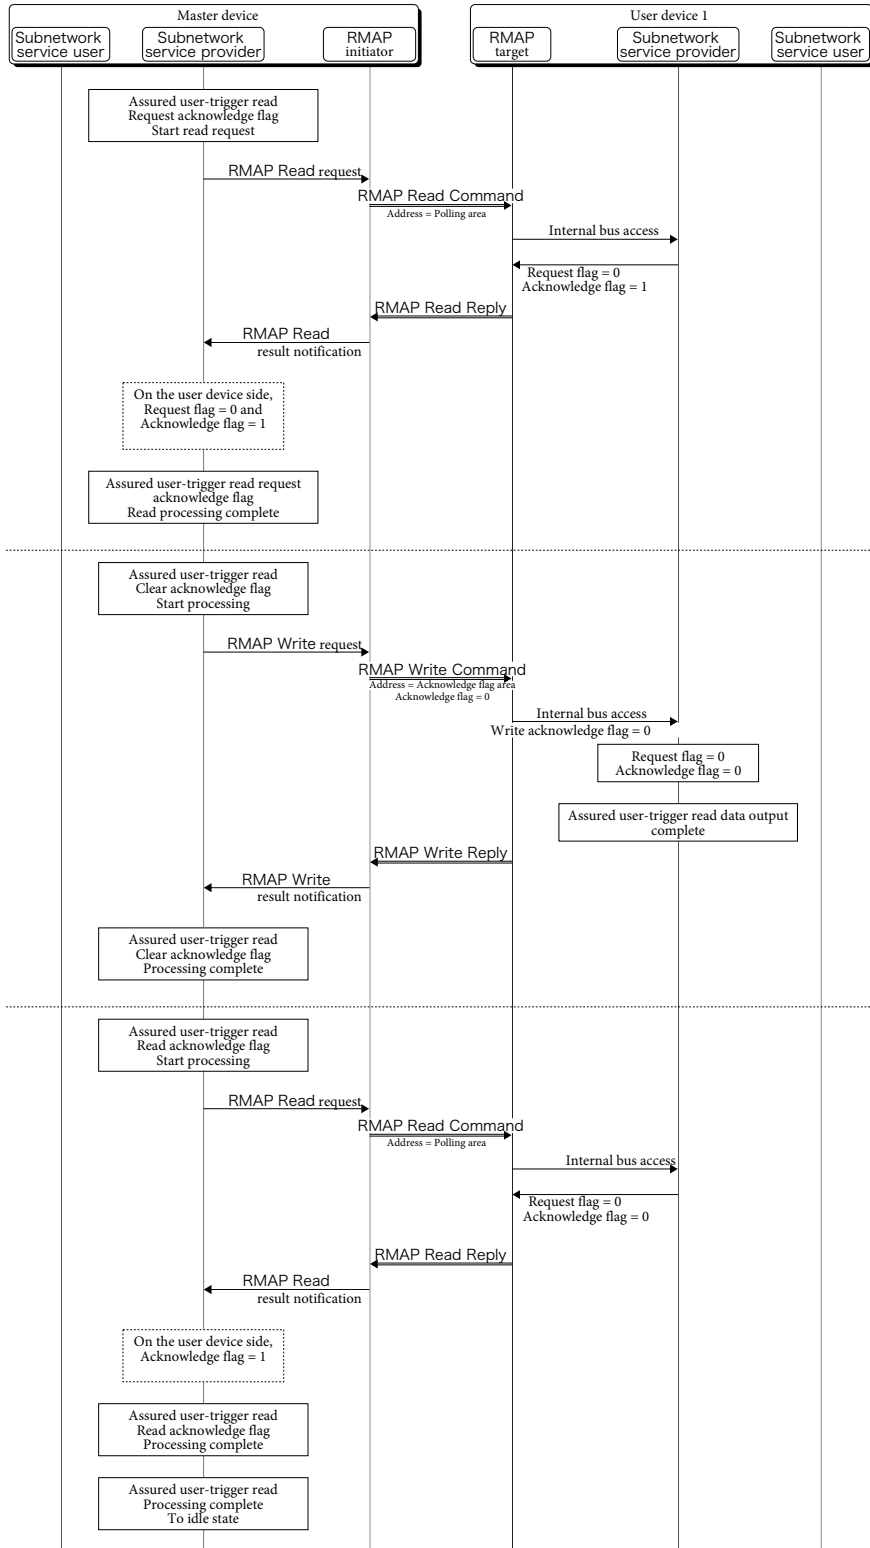 Master device
User device 1
Subnetwork
service user
Subnetwork
service provider
RMAP
initiator
RMAP
target
Subnetwork
service provider
Subnetwork
service user
Assured user-trigger read
Request acknowledge flag
Start read request
RMAP Read request
RMAP Read Command
Address = Polling area
Internal bus access
Request flag = 0
Acknowledge flag = 1
RMAP Read Reply
RMAP Read
result notification
On the user device side,
Request flag = 0 and
Acknowledge flag = 1
Assured user-trigger read request
acknowledge flag
Read processing complete
Assured user-trigger read
Clear acknowledge flag
Start processing
RMAP Write request
RMAP Write Command
Address = Acknowledge flag area
Acknowledge flag = 0
Internal bus access
Write acknowledge flag = 0
Request flag = 0
Acknowledge flag = 0
Assured user-trigger read data output
complete
RMAP Write Reply
RMAP Write
result notification
Assured user-trigger read
Clear acknowledge flag
Processing complete
Assured user-trigger read
Read acknowledge flag
Start processing
RMAP Read request
RMAP Read Command
Address = Polling area
Internal bus access
Request flag = 0
Acknowledge flag = 0
RMAP Read Reply
RMAP Read
result notification
On the user device side,
Acknowledge flag = 1
Assured user-trigger read
Read acknowledge flag
Processing complete
Assured user-trigger read
Processing complete
To idle state